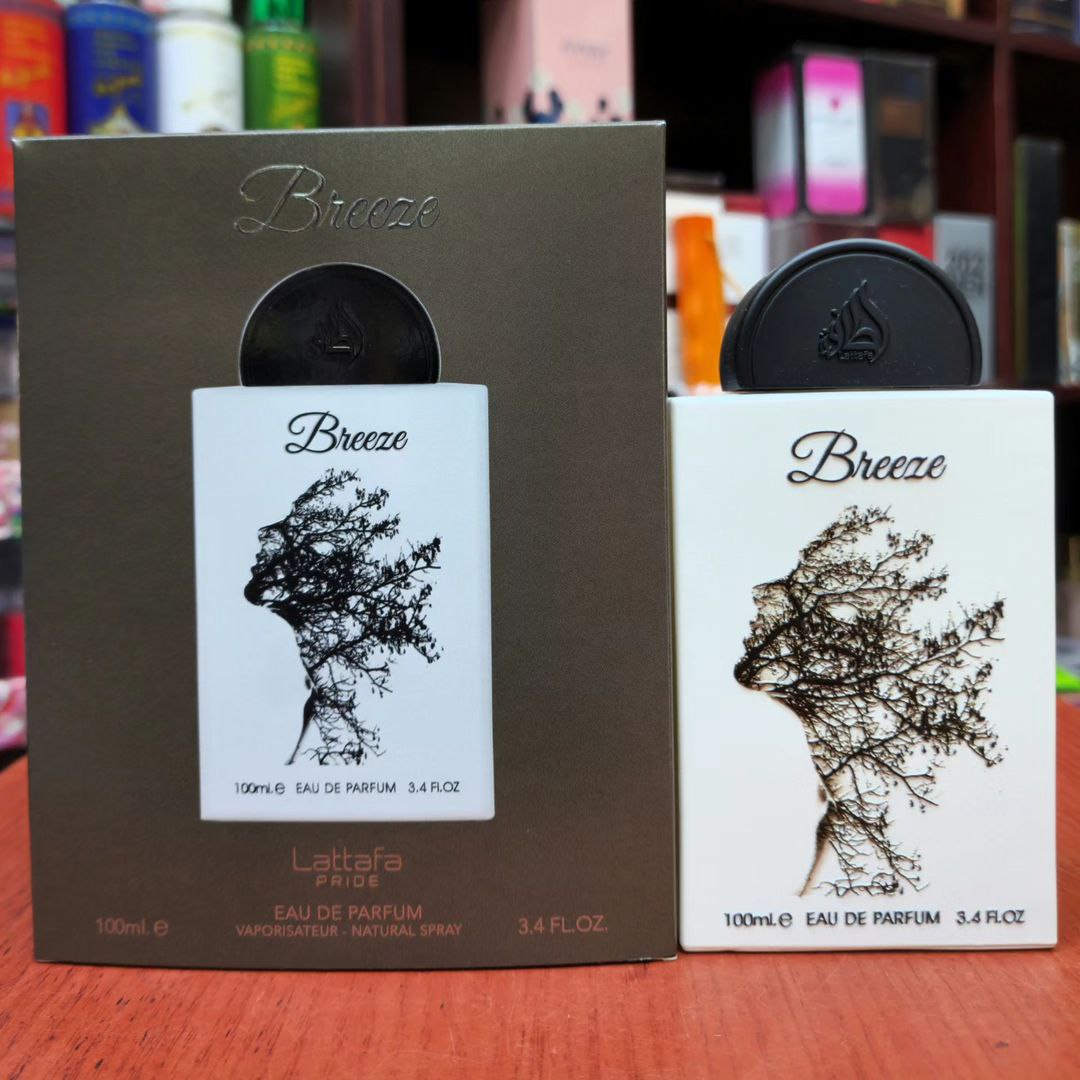 Breeze
Breeze
100ml.e EAU DE PARFUM 3.4 Fl.OZ
Lattafa
PRIDE
EAU DE PARFUM
VAPORISATEUR - NATURAL SPRAY
100ml.e
3.4 FL.OZ.
Lattafa
Breeze
100ml.e EAU DE PARFUM 3.4 Fl.OZ